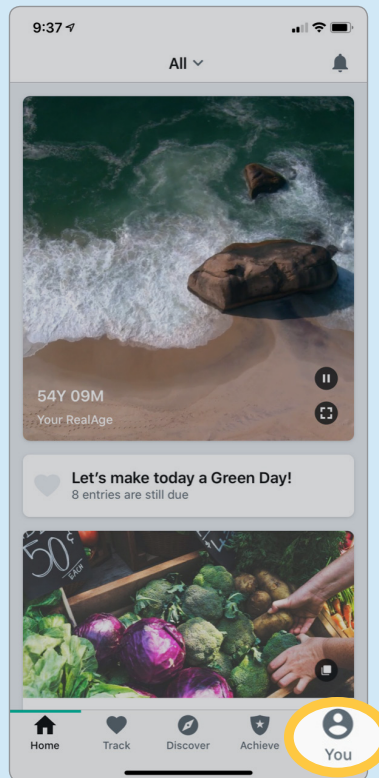 9:37
All
54Y 09M
Your RealAge
Let's make today a Green Day!
8 entries are still due
50¢
EACH
Home
Track
Discover
Achieve
You